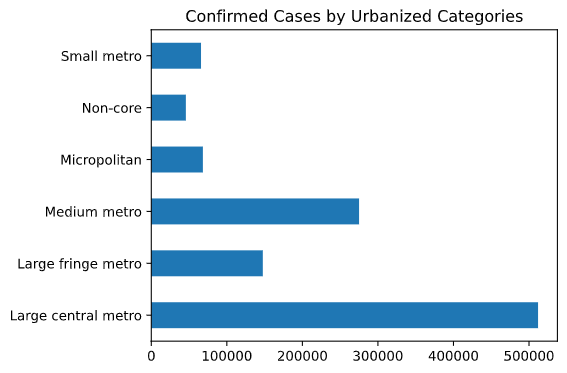 Confirmed Cases by Urbanized Categories
Small metro
Non-core
Micropolitan
Medium metro
Large fringe metro
Large central metro
0 100000 200000 300000 400000 500000